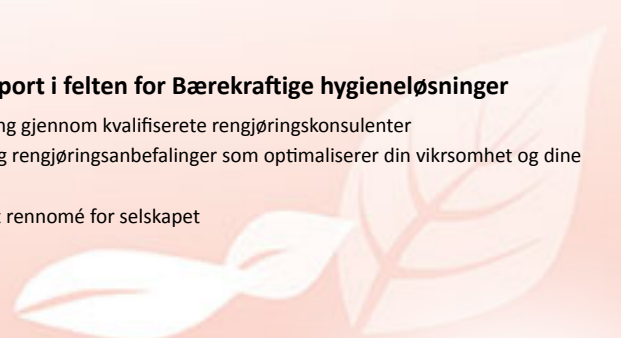 port i felten for Bærekraftige hygieneløsninger
ng gjennom kvalifiserete rengjøringskonsulenter
g rengjøringsanbefalinger som optimaliserer din vikrsomhet og dine
t rennomé for selskapet